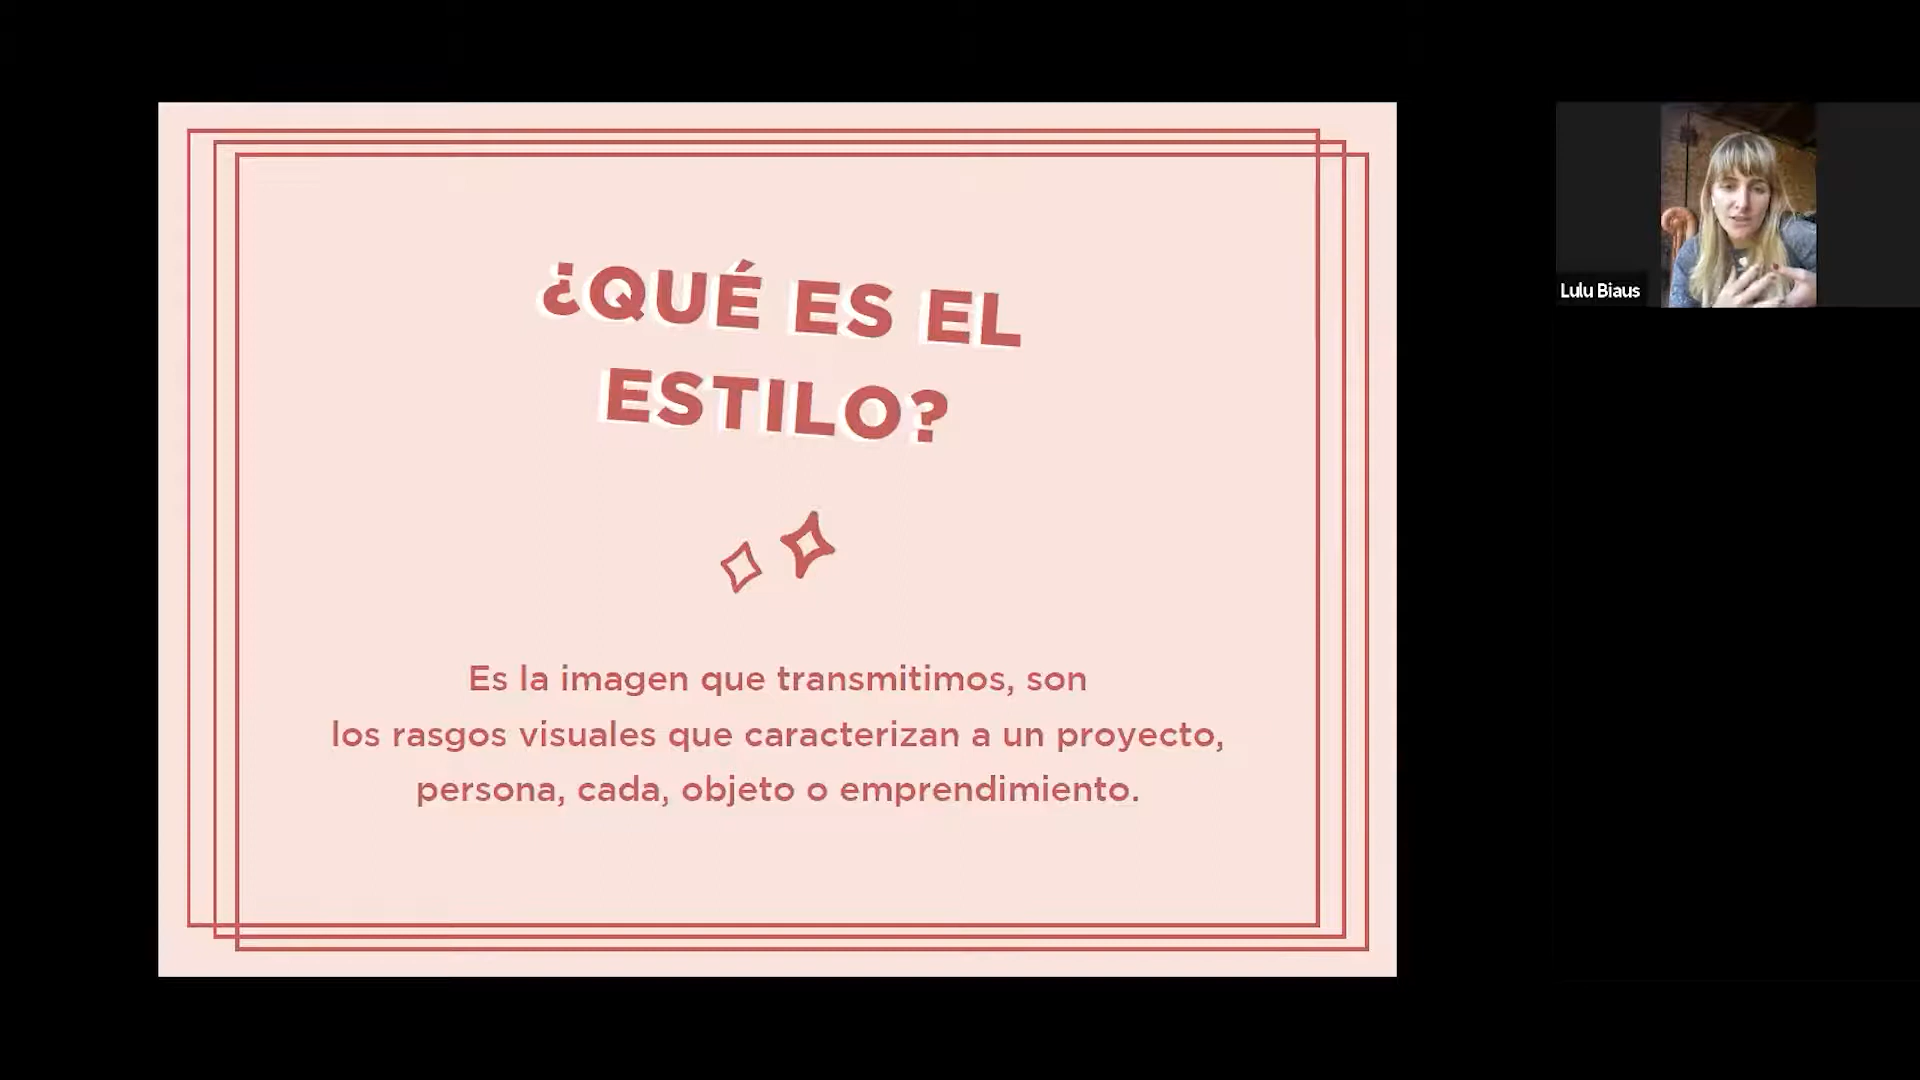 ¿QUÉ ES EL
ESTILO?
Es la imagen que transmitimos, son
los rasgos visuales que caracterizan a un proyecto,
persona, cada, objeto o emprendimiento.
Lulu Biaus